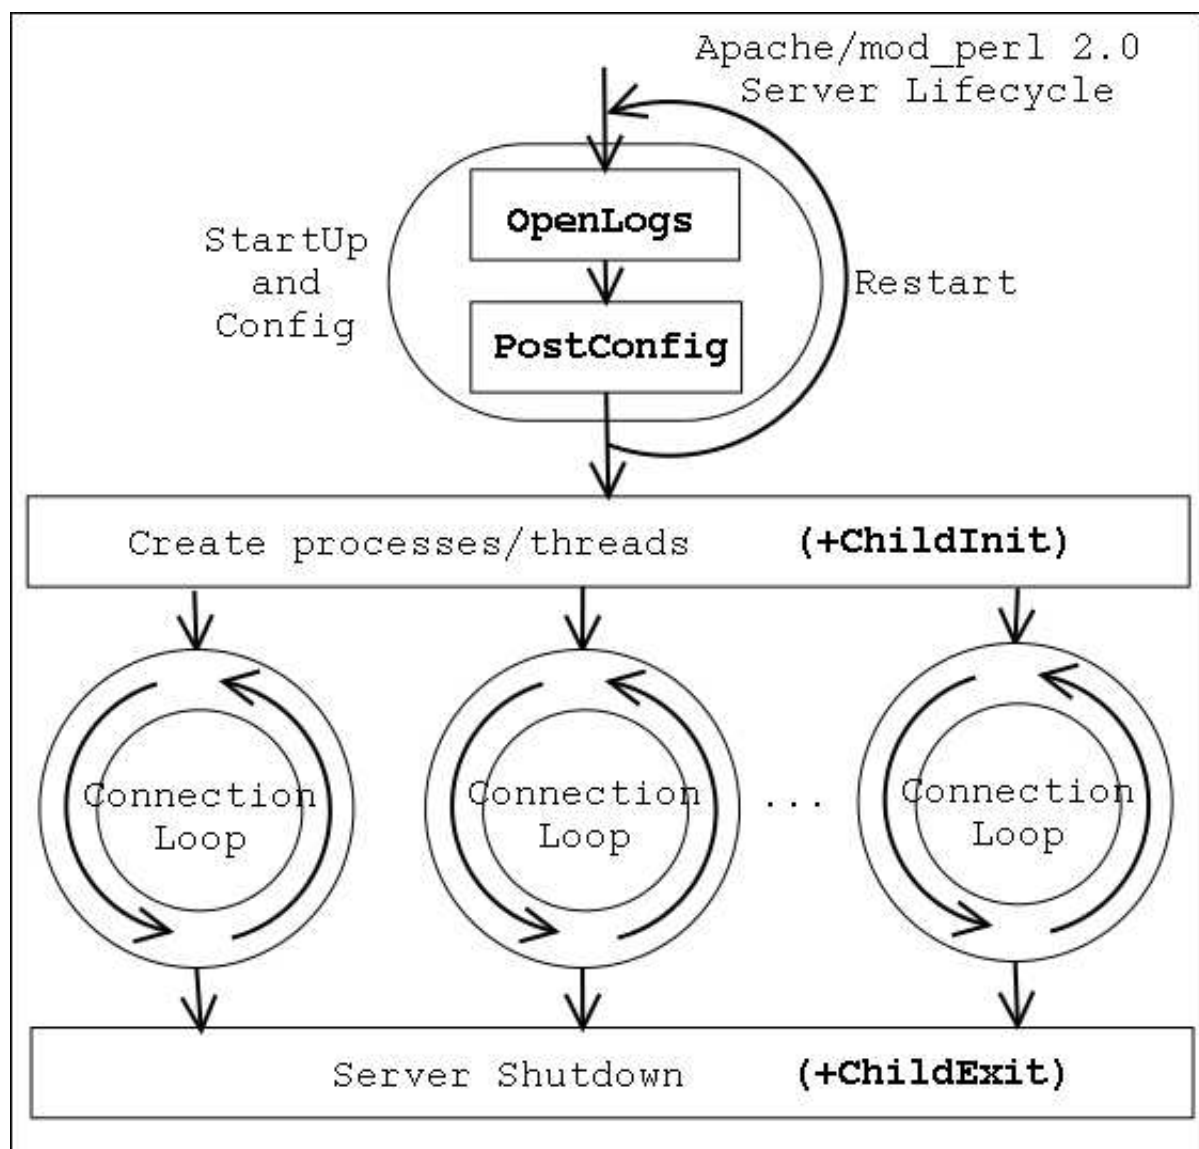 Apache/mod_perl 2.0
Server Lifecycle
OpenLogs
StartUp
and
Config
Restart
PostConfig
Create processes/threads (+ChildInit)
Connection
Loop
Connection
Loop
...
Connection
Loop
Server Shutdown (+ChildExit)